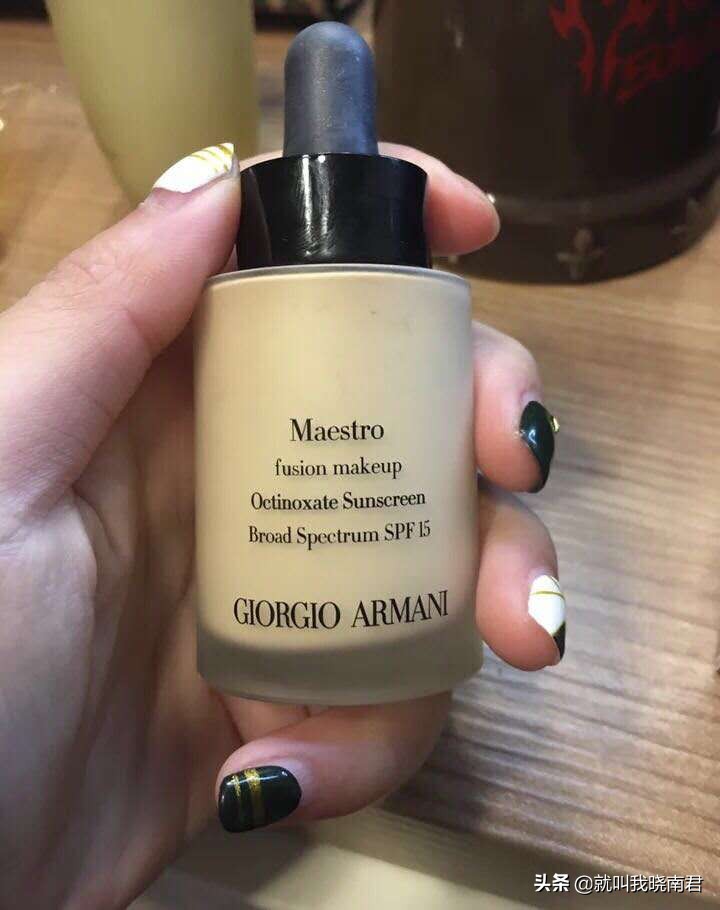 Maestro
fusion makeup
Octinoxate Sunscreen
Broad Spectrum SPF 15
GIORGIO ARMANI
头条 @就叫我晓南君